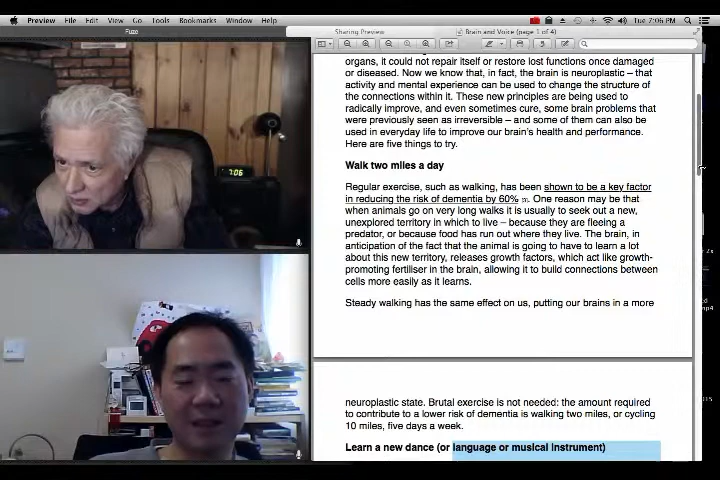 Preview File Edit View Go Tools Bookmarks Window Help Tue 7:06 PM
Fuze
Sharing Preview
Brain and Voice (page 1 of 4)
organs, it could not repair itself or restore lost functions once damaged
or diseased. Now we know that, in fact, the brain is neuroplastic – that
activity and mental experience can be used to change the structure of
the connections within it. These new principles are being used to
radically improve, and even sometimes cure, some brain problems that
were previously seen as irreversible – and some of them can also be
used in everyday life to improve our brain's health and performance.
Here are five things to try.
Walk two miles a day
Regular exercise, such as walking, has been shown to be a key factor
in reducing the risk of dementia by 60% . One reason may be that
when animals go on very long walks it is usually to seek out a new,
unexplored territory in which to live – because they are fleeing a
predator, or because food has run out where they live. The brain, in
anticipation of the fact that the animal is going to have to learn a lot
about this new territory, releases growth factors, which act like growth-
promoting fertiliser in the brain, allowing it to build connections between
cells more easily as it learns.
Steady walking has the same effect on us, putting our brains in a more
neuroplastic state. Brutal exercise is not needed: the amount required
to contribute to a lower risk of dementia is walking two miles, or cycling
10 miles, five days a week.
Learn a new dance (or language or musical instrument)
7:06
mp4